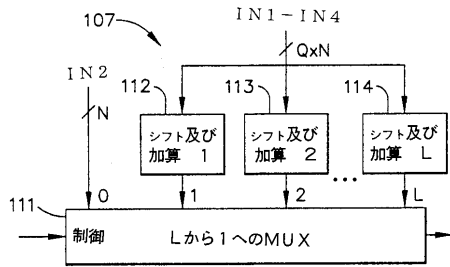 107
IN1-IN4
QxN
IN2
N
112
113
114
シフト及び
加算 1
シフト及び
加算 2
シフト及び
加算 L
...
111
0
1
2
L
制御
Lから1へのMUX